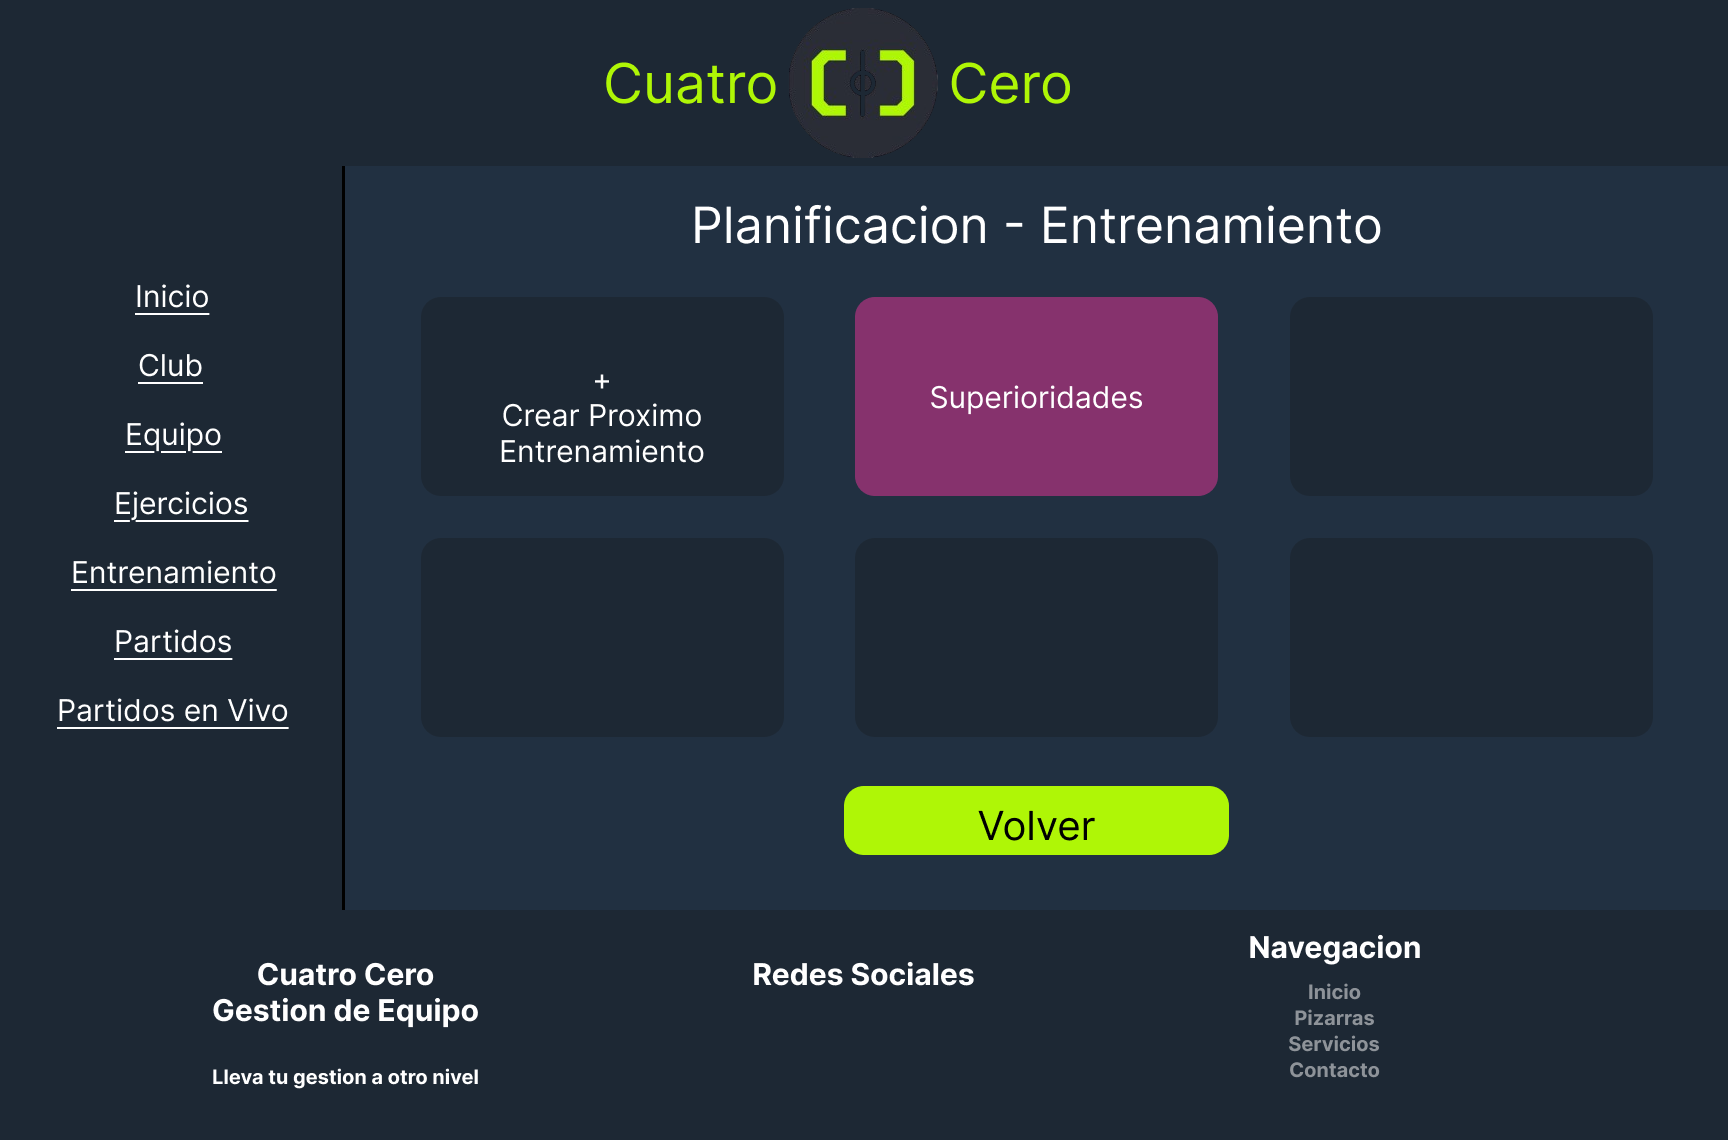 Cuatro Cero
Planificacion - Entrenamiento
Inicio
Club
Equipo
Ejercicios
Entrenamiento
Partidos
Partidos en Vivo
+
Crear Proximo
Entrenamiento
Superioridades
Volver
Cuatro Cero
Gestion de Equipo
Lleva tu gestion a otro nivel
Redes Sociales
Navegacion
Inicio
Pizarras
Servicios
Contacto